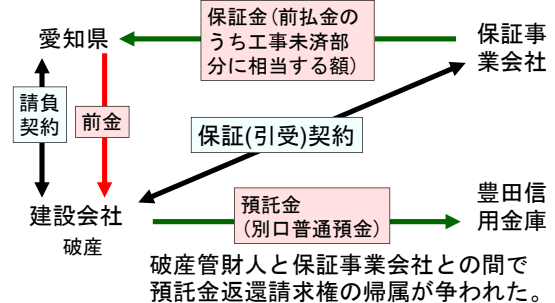 保証金(前払金の
うち工事未済部
分に相当する額)
愛知県
保証事
業会社
請負
契約
前金
保証(引受)契約
建設会社
破産
預託金
(別口普通預金)
豊田信
用金庫
破産管財人と保証事業会社との間で
預託金返還請求権の帰属が争われた。